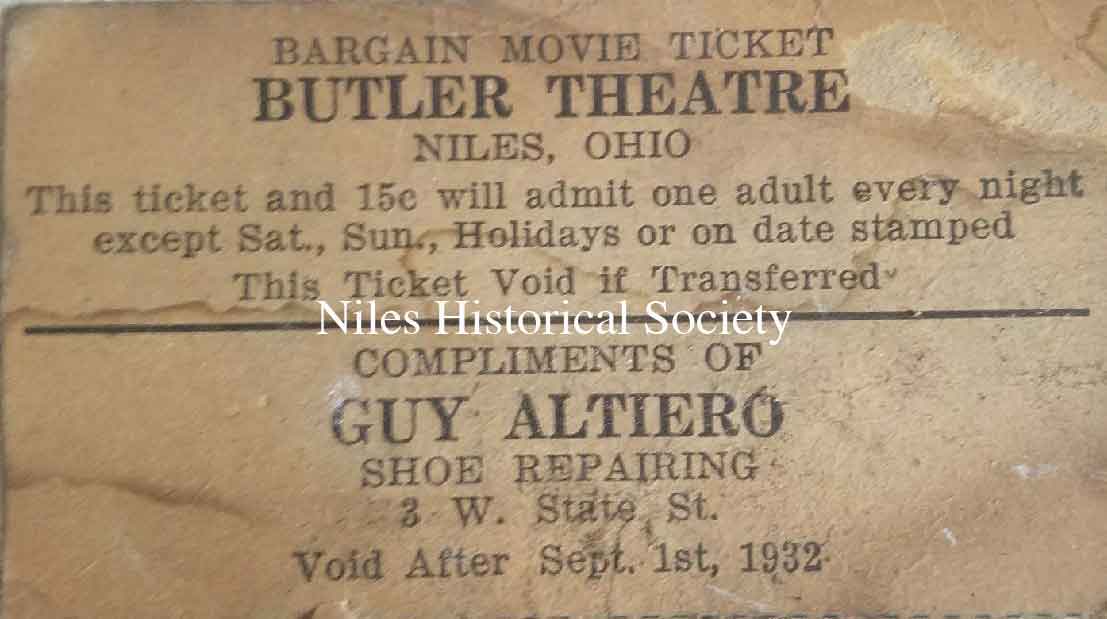 BARGAIN MOVIE TICKET
BUTLER THEATRE
NILES, OHIO
This ticket and 15c will admit one adult every night
except Sat., Sun., Holidays or on date stamped
This Ticket Void if Transferred
Niles Historical Society
COMPLIMENTS OF
GUY ALTIERO
SHOE REPAIRING
3 W. State St.
Void After Sept. 1st, 1932